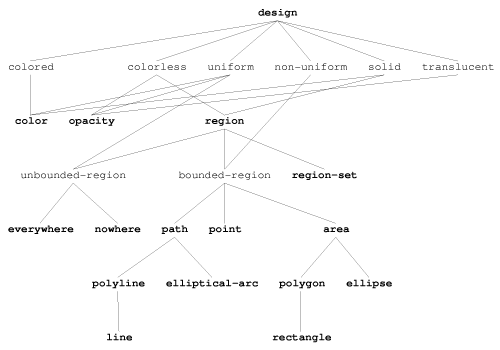 design
colored colorless uniform non-uniform solid translucent
color opacity region
unbounded-region bounded-region region-set
everywhere nowhere path point area
polyline elliptical-arc polygon ellipse
line rectangle